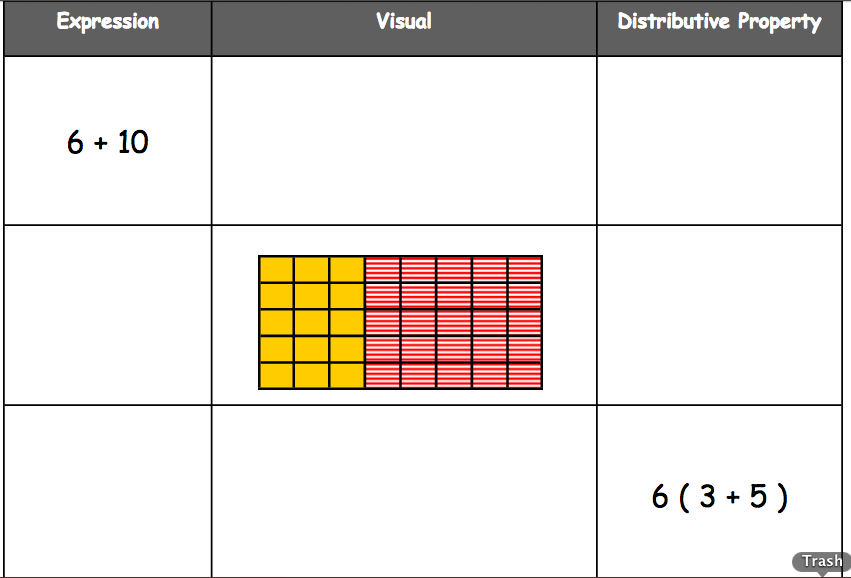 Expression Visual Distributive Property
6 + 10
6 ( 3 + 5 )
Trash